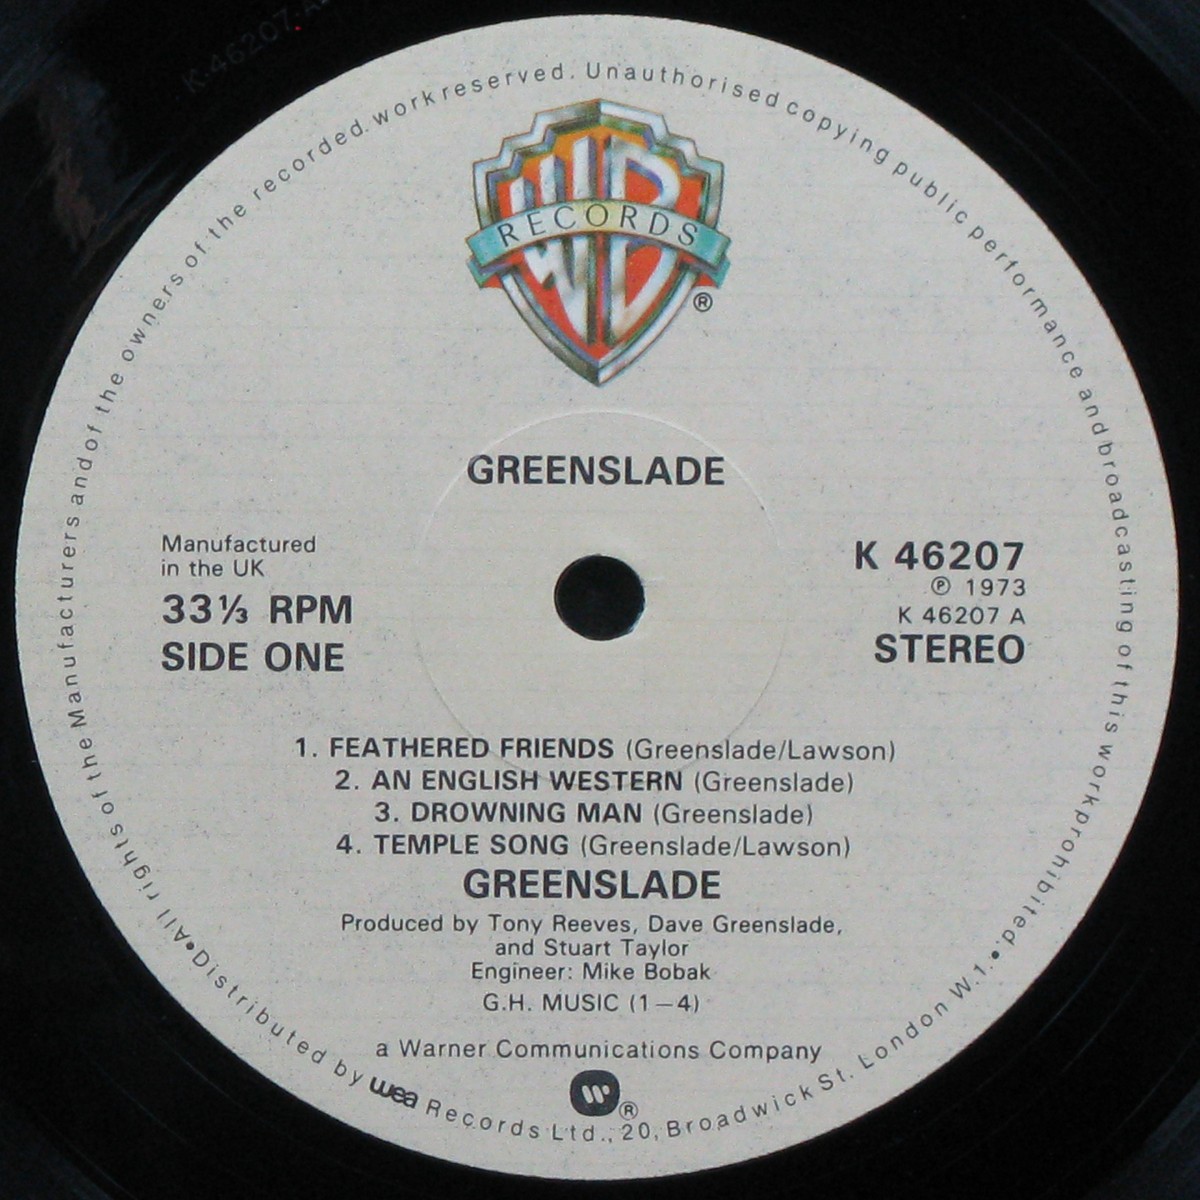 K 46207 A
WB
RECORDS
®
GREENSLADE
Manufactured
in the UK
33⅓ RPM
SIDE ONE
K 46207
℗ 1973
K 46207 A
STEREO
1. FEATHERED FRIENDS (Greenslade/Lawson)
2. AN ENGLISH WESTERN (Greenslade)
3. DROWNING MAN (Greenslade)
4. TEMPLE SONG (Greenslade/Lawson)
GREENSLADE
Produced by Tony Reeves, Dave Greenslade,
and Stuart Taylor
Engineer: Mike Bobak
G.H. MUSIC (1—4)
a Warner Communications Company
®
•All rights of the Manufacturers and of the owners of the recorded. work reserved. Unauthorised copying public performance and broadcasting of this work prohibited.•
Distributed by wea Records Ltd., 20, Broadwick St. London W.1.